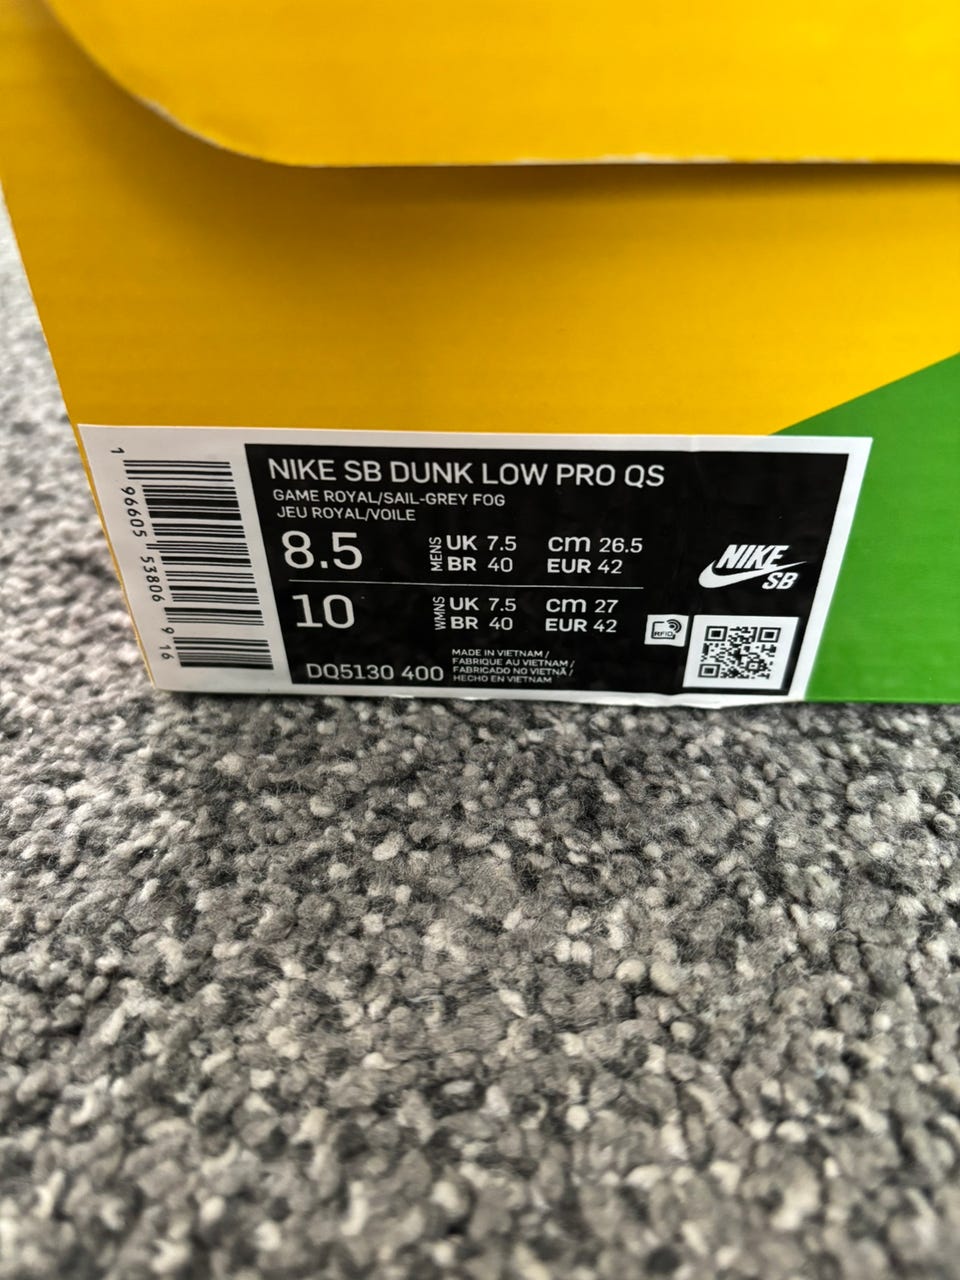 NIKE SB DUNK LOW PRO QS
GAME ROYAL/SAIL-GREY FOG
JEU ROYAL/VOILE
8.5 MENS UK 7.5 cm 26.5
BR 40 EUR 42
10 WMNS UK 7.5 cm 27
BR 40 EUR 42
DQ5130 400
MADE IN VIETNAM /
FABRIQUE AU VIETNAM /
FABRICADO NO VIETNÃ /
HECHO EN VIETNAM
RFID
NIKE
SB
1 96605 53806 9 16